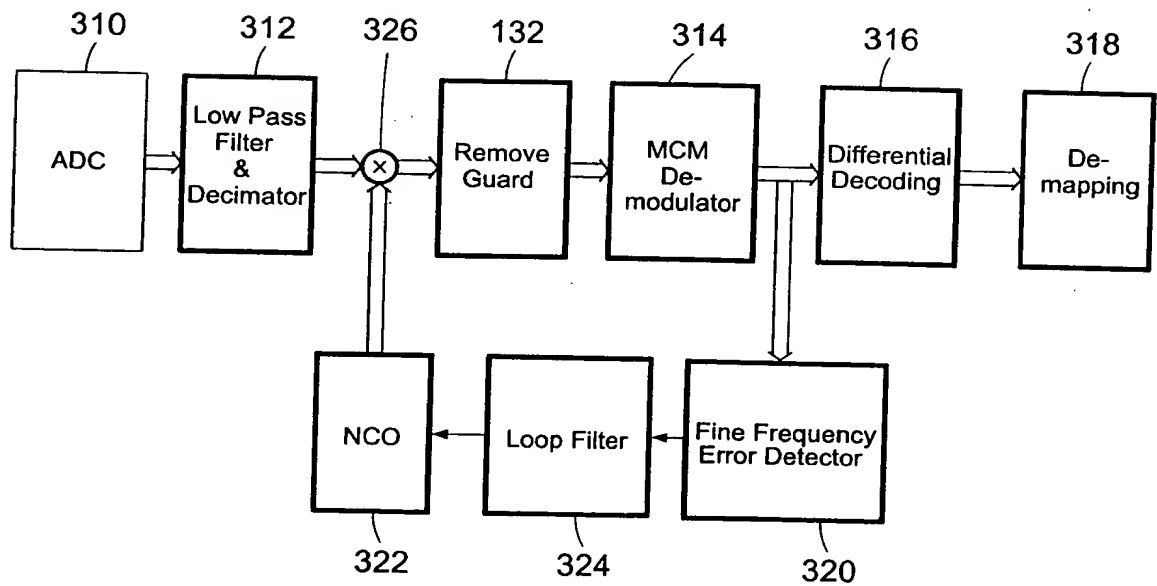 310
312
326
132
314
316
318
ADC
Low Pass
Filter
&
Decimator
×
Remove
Guard
MCM
De-
modulator
Differential
Decoding
De-
mapping
NCO
Loop Filter
Fine Frequency
Error Detector
322
324
320